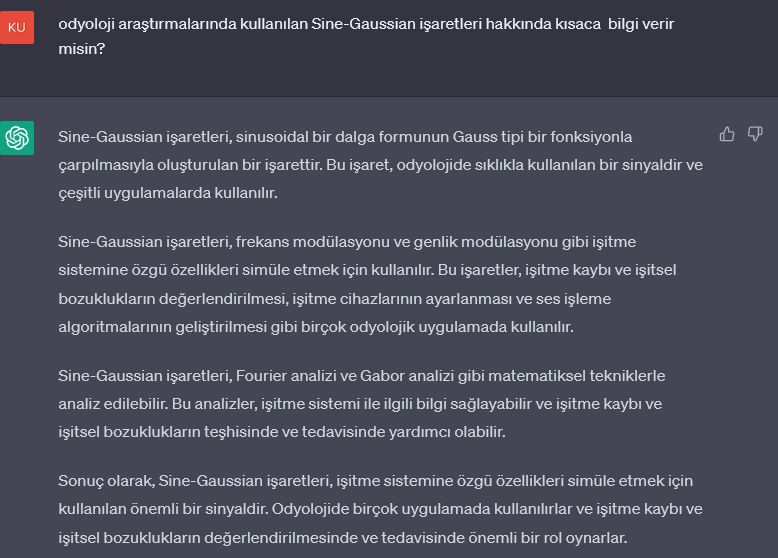 KU
odyoloji araştırmalarında kullanılan Sine-Gaussian işaretleri hakkında kısaca bilgi verir
misin?
Sine-Gaussian işaretleri, sinusoidal bir dalga formunun Gauss tipi bir fonksiyonla
çarpılmasıyla oluşturulan bir işarettir. Bu işaret, odyolojide sıklıkla kullanılan bir sinyaldir ve
çeşitli uygulamalarda kullanılır.
Sine-Gaussian işaretleri, frekans modülasyonu ve genlik modülasyonu gibi işitme
sistemine özgü özellikleri simüle etmek için kullanılır. Bu işaretler, işitme kaybı ve işitsel
bozuklukların değerlendirilmesi, işitme cihazlarının ayarlanması ve ses işleme
algoritmalarının geliştirilmesi gibi birçok odyolojik uygulamada kullanılır.
Sine-Gaussian işaretleri, Fourier analizi ve Gabor analizi gibi matematiksel tekniklerle
analiz edilebilir. Bu analizler, işitme sistemi ile ilgili bilgi sağlayabilir ve işitme kaybı ve
işitsel bozuklukların teşhisinde ve tedavisinde yardımcı olabilir.
Sonuç olarak, Sine-Gaussian işaretleri, işitme sistemine özgü özellikleri simüle etmek için
kullanılan önemli bir sinyaldir. Odyolojide birçok uygulamada kullanılırlar ve işitme kaybı ve
işitsel bozuklukların değerlendirilmesinde ve tedavisinde önemli bir rol oynarlar.